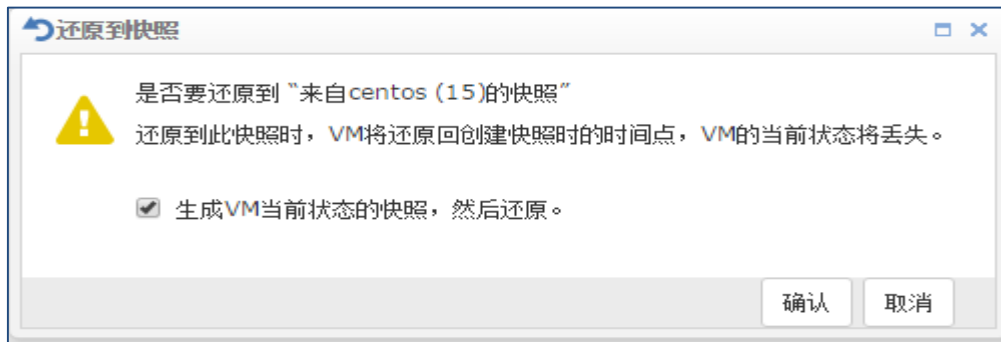 还原到快照
是否要还原到 “来自centos (15)的快照”
还原到此快照时，VM将还原回创建快照时的时间点，VM的当前状态将丢失。
生成VM当前状态的快照，然后还原。
确认 取消